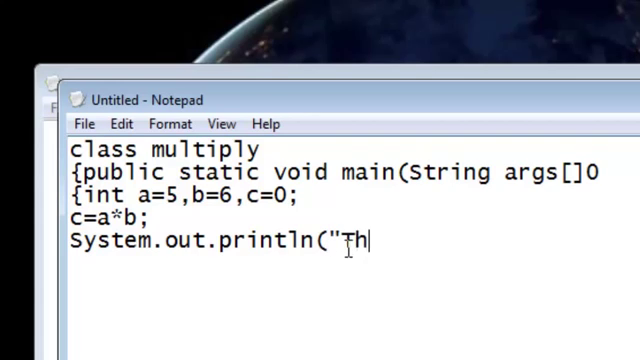 Untitled - Notepad
File Edit Format View Help
class multiply
{public static void main(String args[]0
{int a=5,b=6,c=0;
c=a*b;
System.out.println("Th